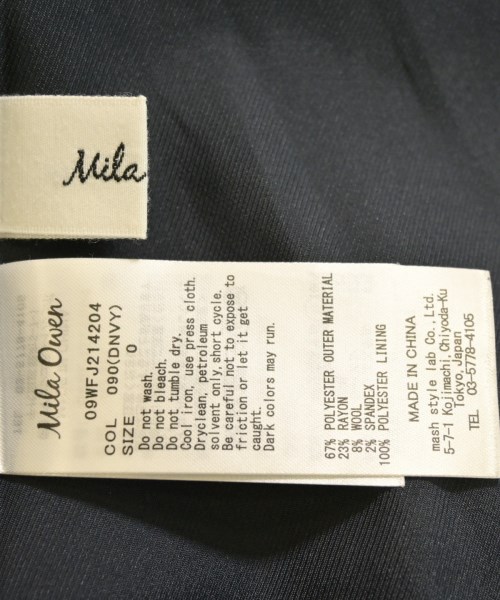 Mila
Mila Owen
09WFJ214204
COL 090(DNVY)
SIZE 0
Do not wash.
Do not bleach.
Do not tumble dry.
Cool iron, use press cloth.
Dryclean, petroleum
solvent only,short cycle.
Be careful not to expose to
friction or let it get
caught.
Dark colors may run.
67% POLYESTER OUTER MATERIAL
23% RAYON
8% WOOL
2% SPANDEX
100% POLYESTER LINING
MADE IN CHINA
mash style lab Co., Ltd.
5-7-1 Kojimachi, Chiyoda-Ku
Tokyo, Japan
TEL 03-5778-4105